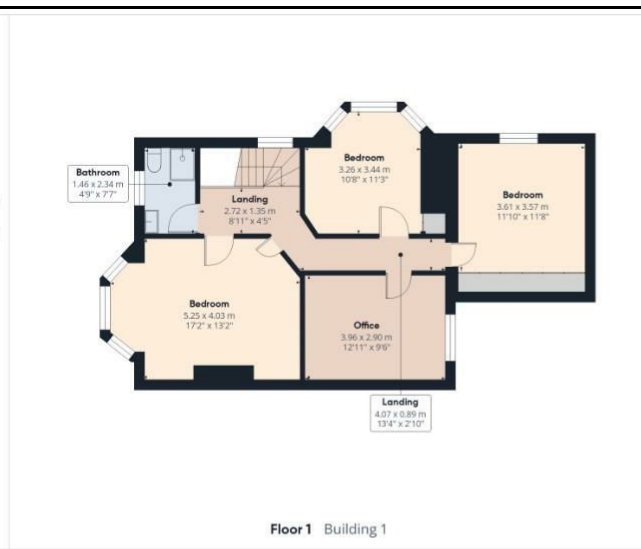 Bathroom
1.46 x 2.34 m
4'9" x 7'7"
Landing
2.72 x 1.35 m
8'11" x 4'5"
Bedroom
3.26 x 3.44 m
10'8" x 11'3"
Bedroom
3.61 x 3.57 m
11'10" x 11'8"
Bedroom
5.25 x 4.03 m
17'2" x 13'2"
Office
3.96 x 2.90 m
12'11" x 9'6"
Landing
4.07 x 0.89 m
13'4" x 2'10"
Floor 1 Building 1